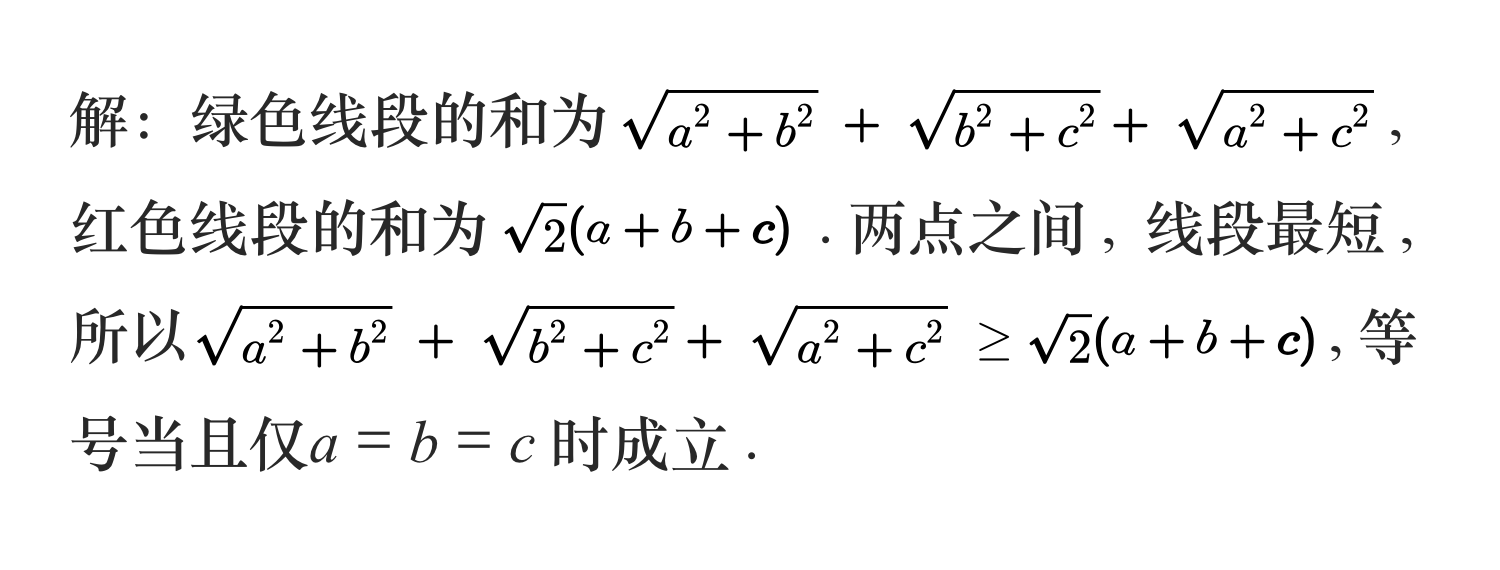 解：绿色线段的和为 √(a² + b²) + √(b² + c²) + √(a² + c²) ，
红色线段的和为 √2(a + b + c) . 两点之间，线段最短，
所以 √(a² + b²) + √(b² + c²) + √(a² + c²) ≥ √2(a + b + c)，等
号当且仅a = b = c 时成立 .